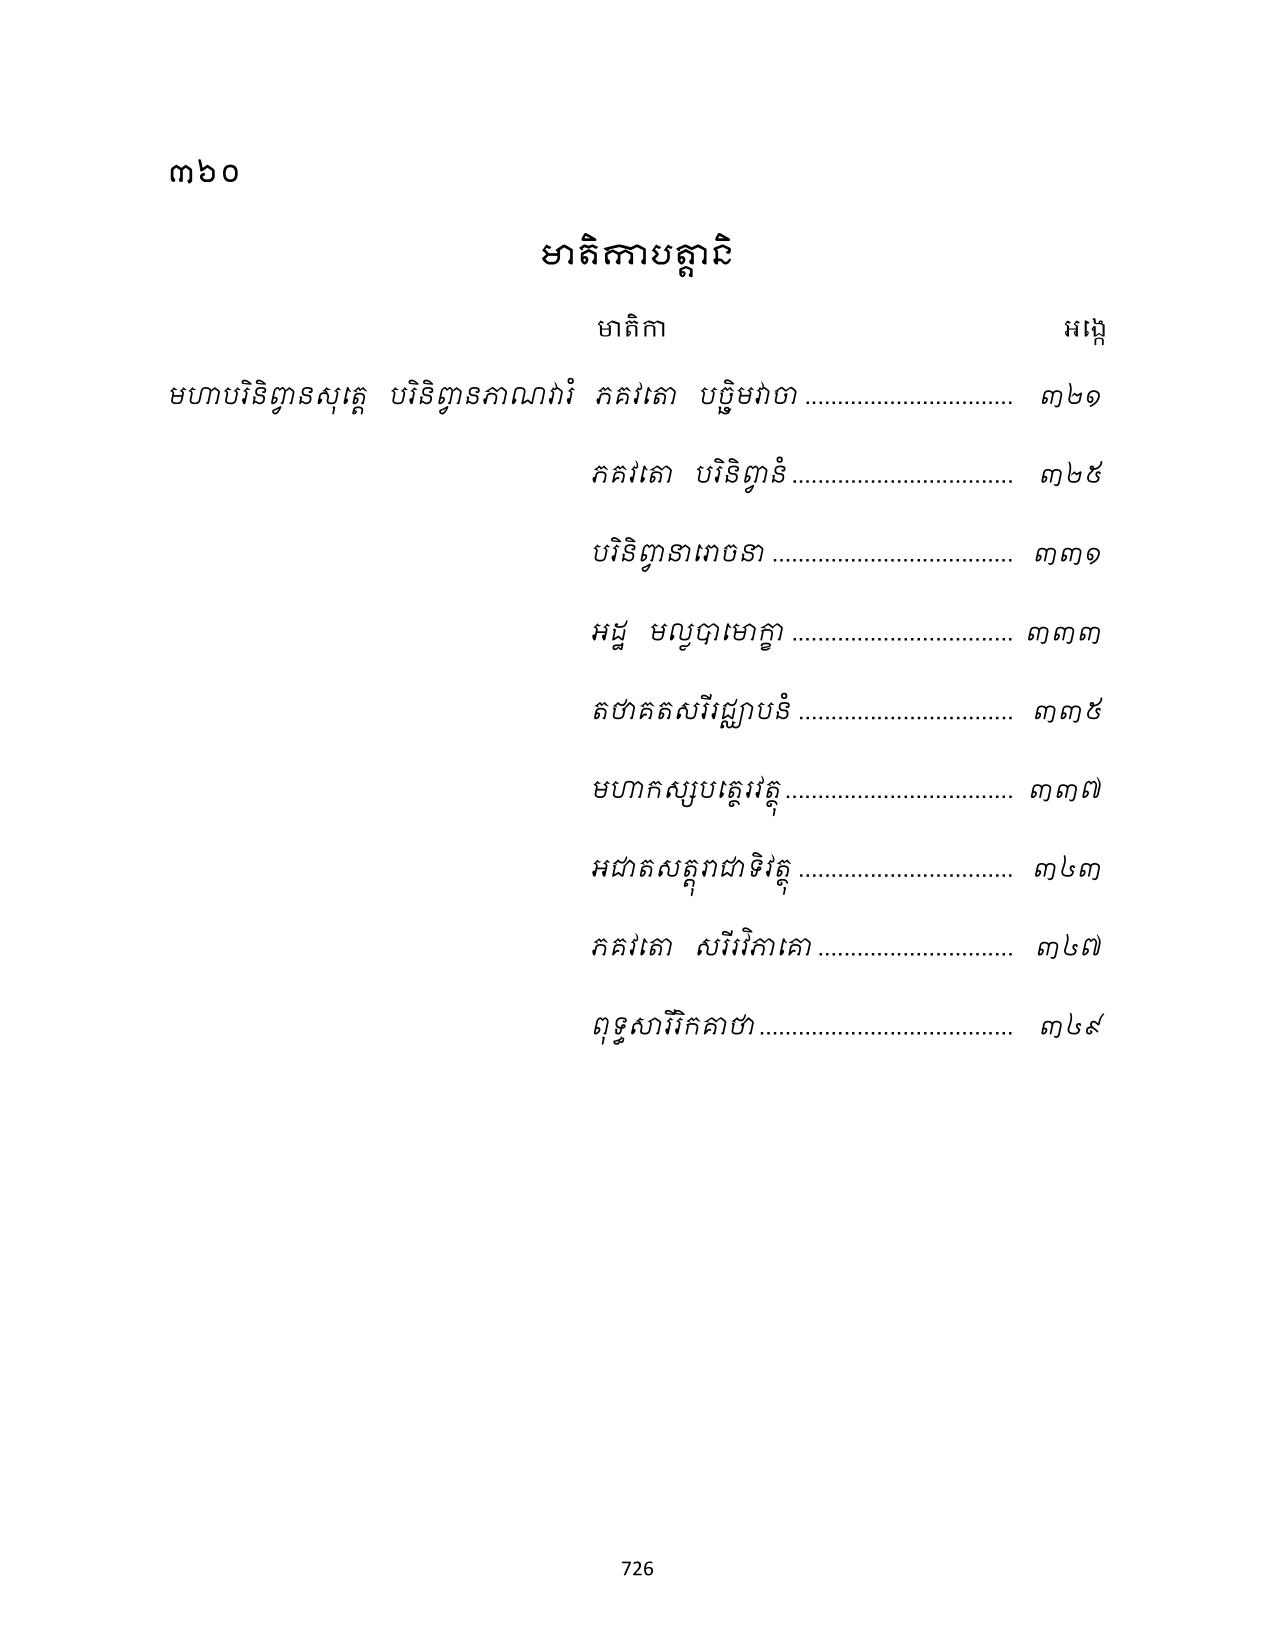 ៣៦០
មាតិកាបត្តានិ
មាតិកា អង្កេ
មហាបរិនិព្វានសុត្តេ បរិនិព្វានភាណវារំ ភគវតោ បច្ឆិមវាចា ................................ ៣២១
ភគវតោ បរិនិព្វានំ .................................. ៣២៥
បរិនិព្វានារោចនា ..................................... ៣៣១
អដ្ឋ មល្លបាមោក្ខា .................................. ៣៣៣
តថាគតសរីរជ្ឈាបនំ ................................. ៣៣៥
មហាកស្សបត្ថេរវត្ថុ ................................... ៣៣៧
អជាតសត្តុរាជាទិវត្ថុ ................................. ៣៤៣
ភគវតោ សរីរវិភាគោ .............................. ៣៤៧
ពុទ្ធសារីរិកគាថា ....................................... ៣៤៩
726